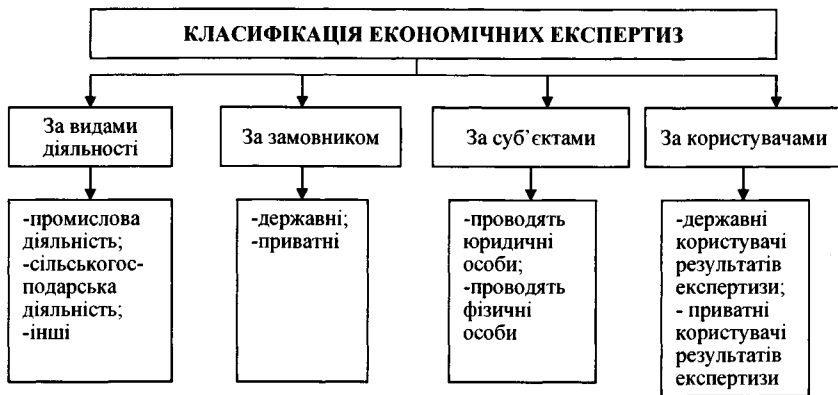 КЛАСИФІКАЦІЯ ЕКОНОМІЧНИХ ЕКСПЕРТИЗ
За видами
діяльності
За замовником
За суб’єктами
За користувачами
-промислова
діяльність;
-сільськогос-
подарська
діяльність;
-інші
-державні;
-приватні
-проводять
юридичні
особи;
-проводять
фізичні
особи
-державні
користувачі
результатів
експертизи;
- приватні
користувачі
результатів
експертизи